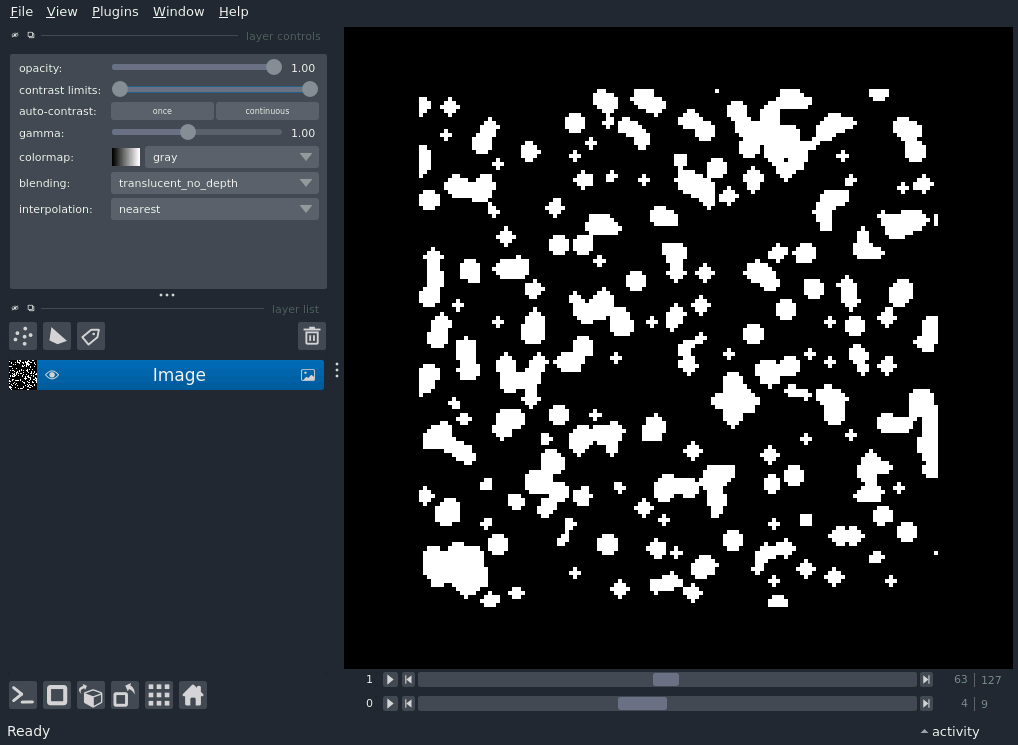 File View Plugins Window Help
layer controls
opacity: 1.00
contrast limits:
auto-contrast: once continuous
gamma: 1.00
colormap: gray
blending: translucent_no_depth
interpolation: nearest
layer list
Image
1 63 127
0 4 9
Ready activity